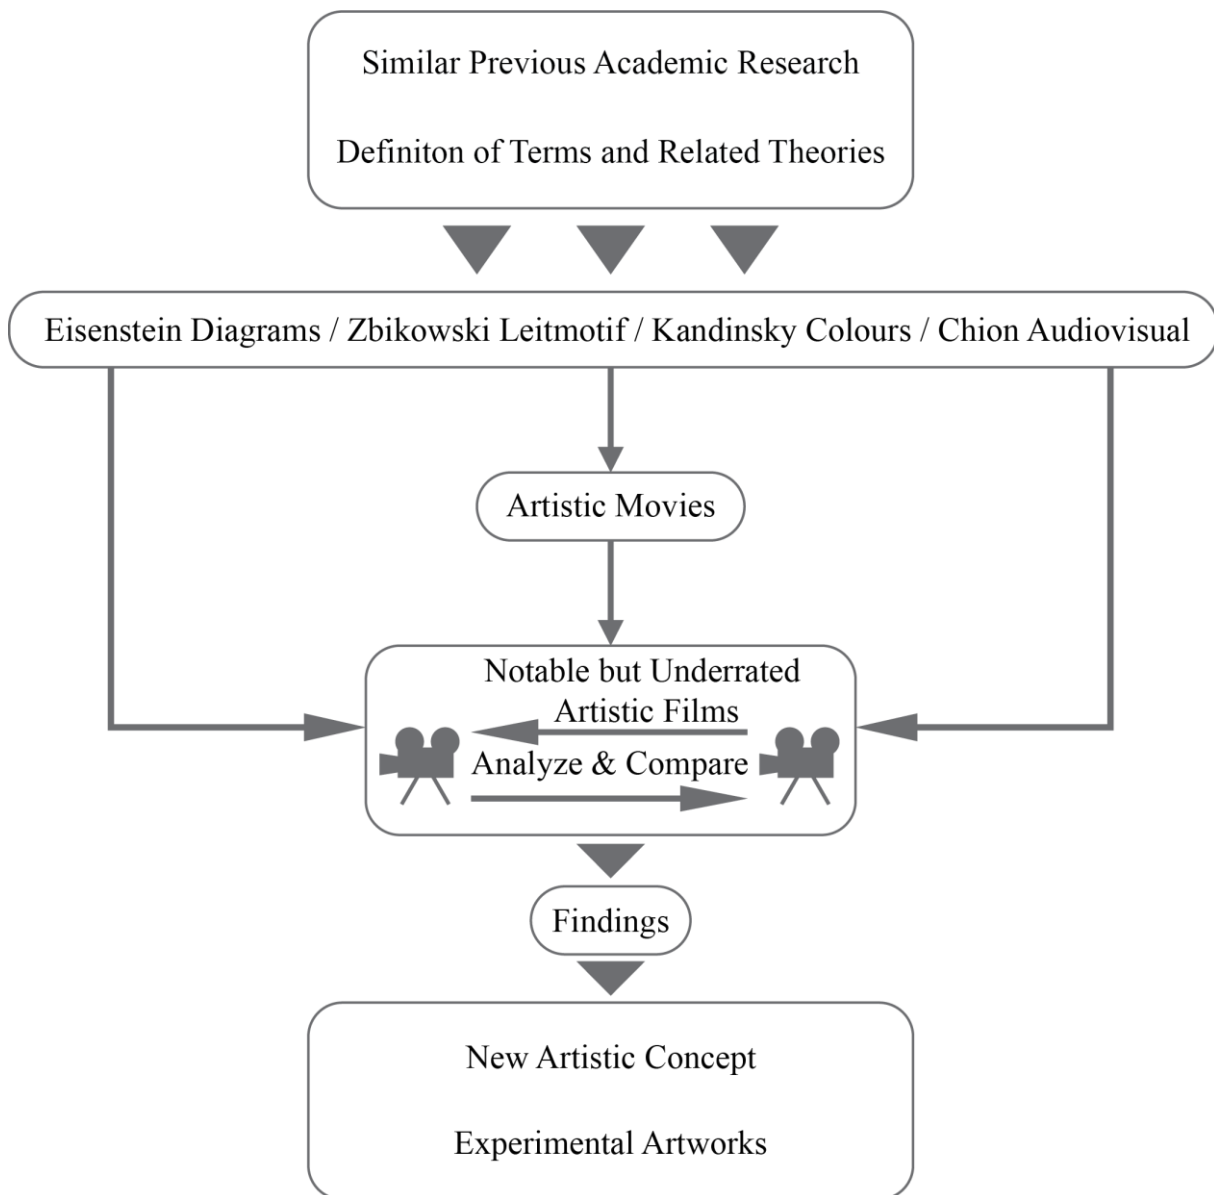 Similar Previous Academic Research
Definiton of Terms and Related Theories
Eisenstein Diagrams / Zbikowski Leitmotif / Kandinsky Colours / Chion Audiovisual
Artistic Movies
Notable but Underrated
Artistic Films
Analyze & Compare
Findings
New Artistic Concept
Experimental Artworks